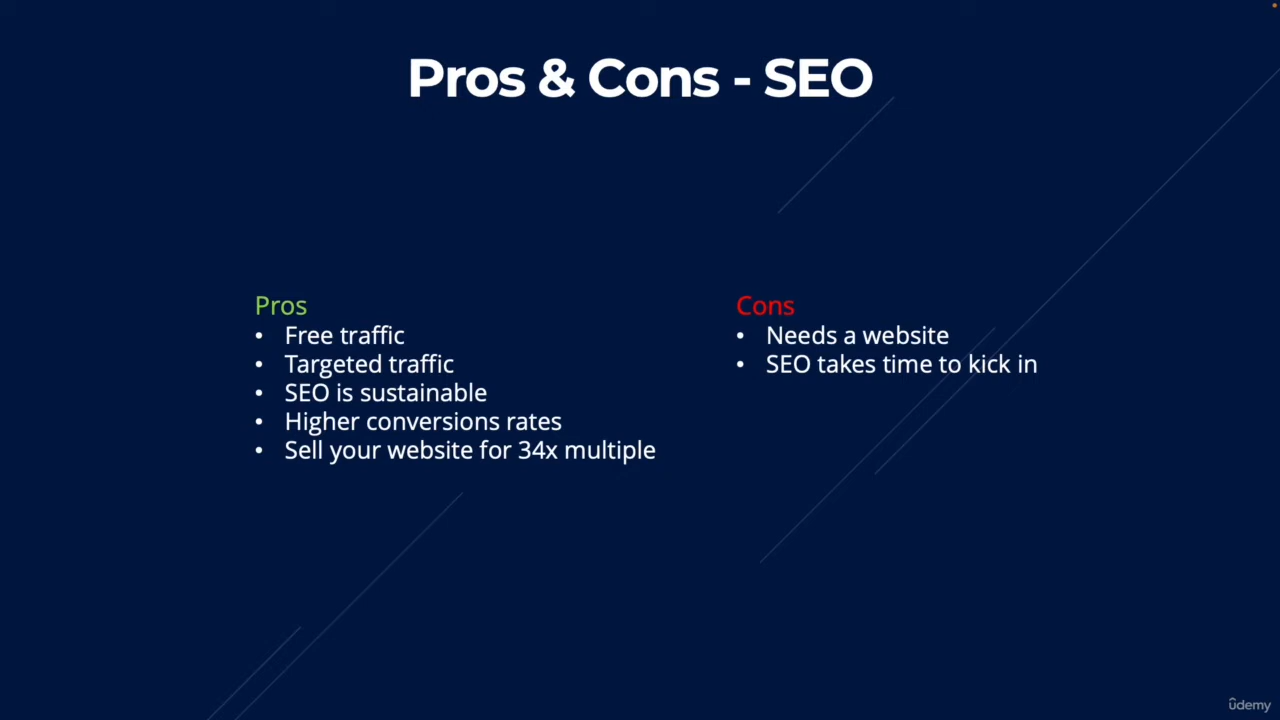 Pros & Cons - SEO
Pros
• Free traffic
• Targeted traffic
• SEO is sustainable
• Higher conversions rates
• Sell your website for 34x multiple
Cons
• Needs a website
• SEO takes time to kick in
ûdemy